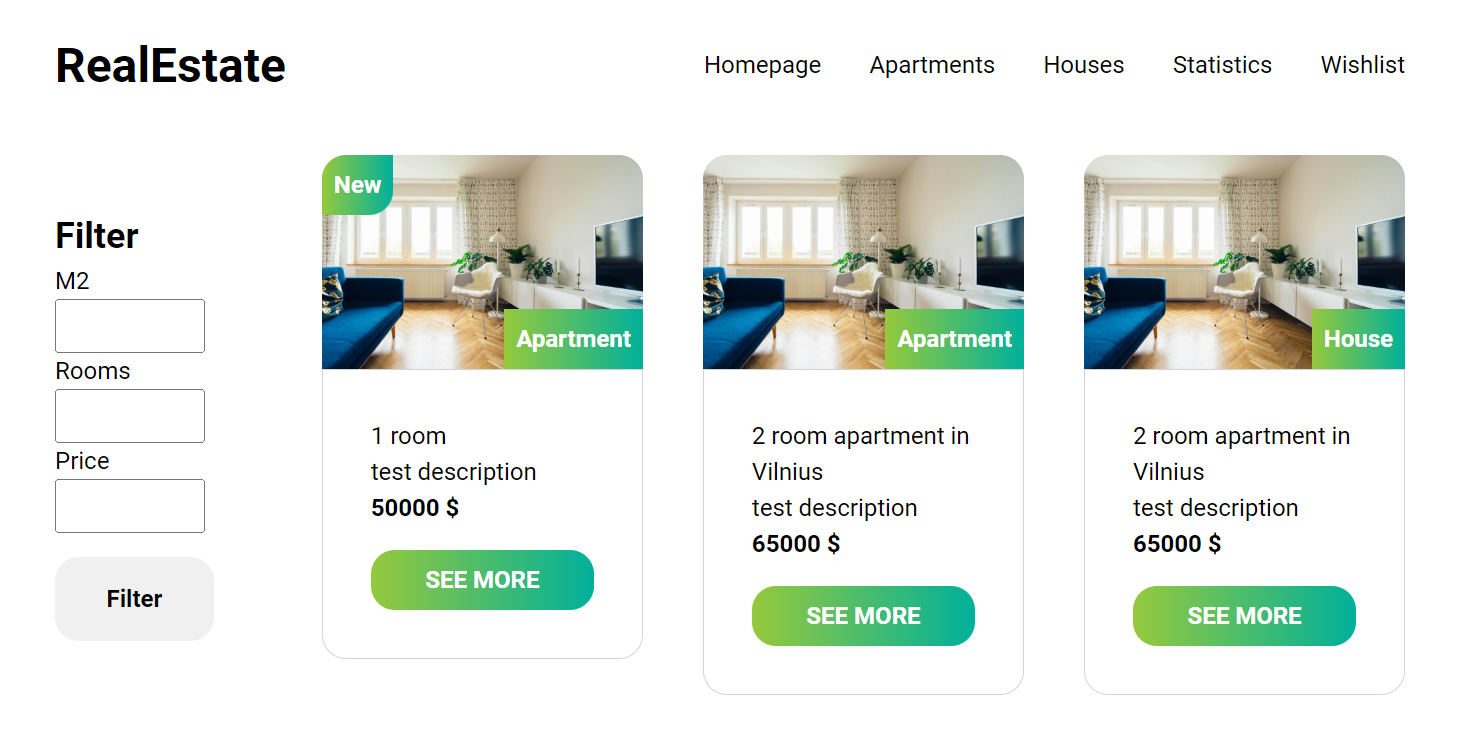 RealEstate
Homepage Apartments Houses Statistics Wishlist
Filter
M2
Rooms
Price
Filter
New
Apartment
1 room
test description
50000 $
SEE MORE
Apartment
2 room apartment in
Vilnius
test description
65000 $
SEE MORE
House
2 room apartment in
Vilnius
test description
65000 $
SEE MORE